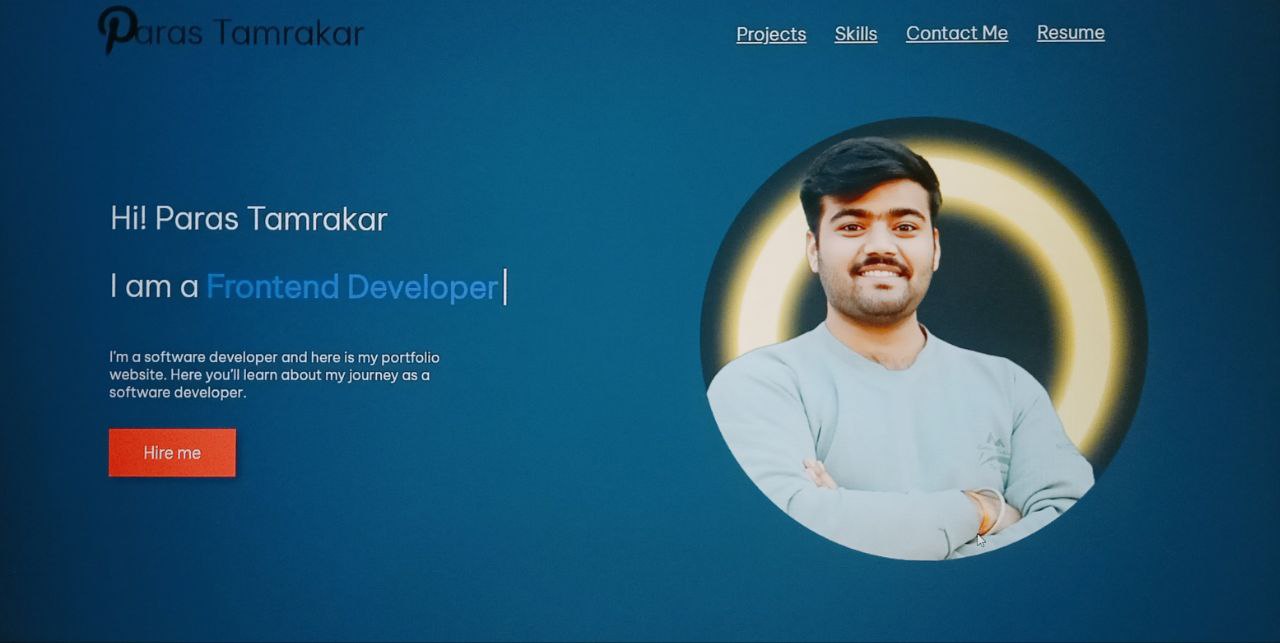 Paras Tamrakar
Projects Skills Contact Me Resume
Hi! Paras Tamrakar
I am a Frontend Developer
I'm a software developer and here is my portfolio
website. Here you'll learn about my journey as a
software developer.
Hire me